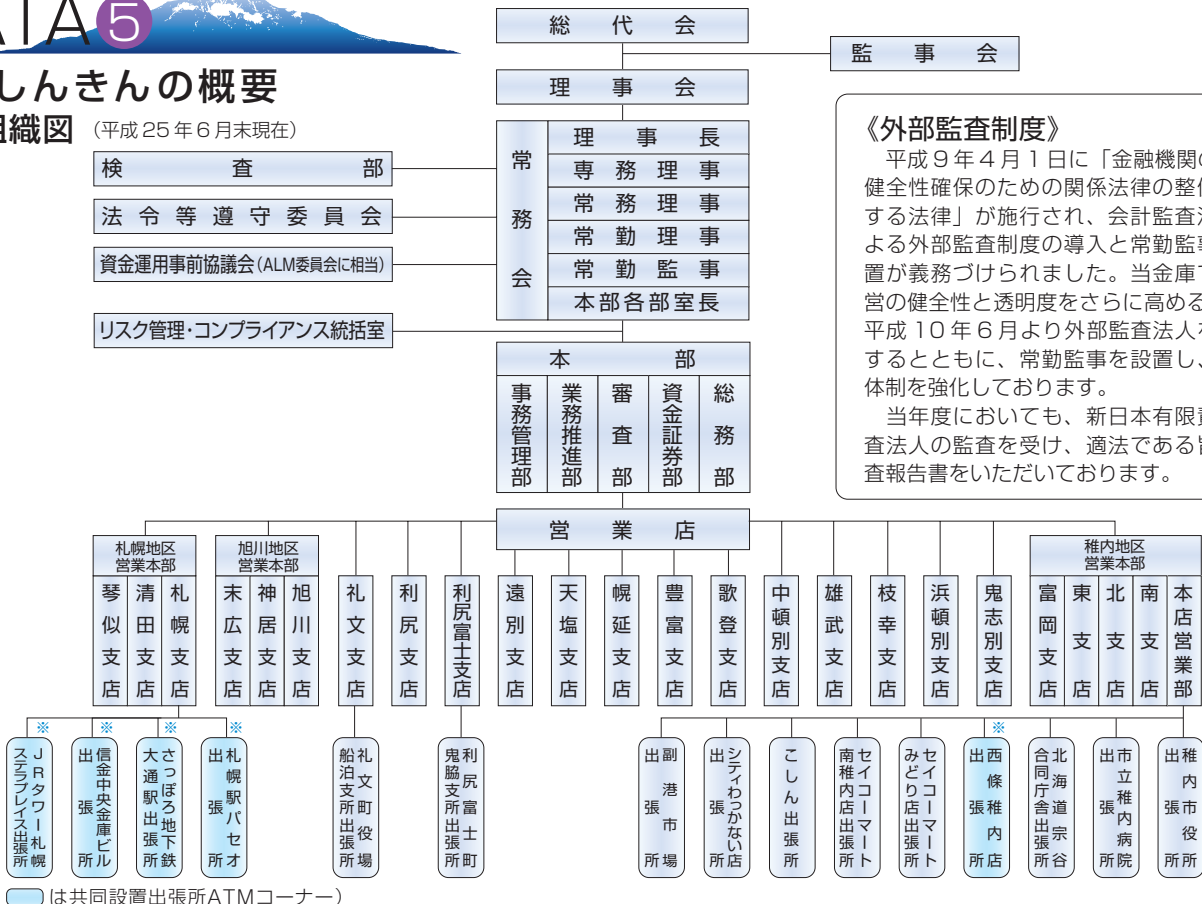 ATA 5
しんきんの概要
組織図 (平成25年6月末現在)
総代会
監事会
理事会
常務会
理事長
専務理事
常務理事
常勤理事
常勤監事
本部各部室長
検査部
法令等遵守委員会
資金運用事前協議会(ALM委員会に相当)
リスク管理・コンプライアンス統括室
本部
事務管理部
業務推進部
審査部
資金証券部
総務部
《外部監査制度》
平成9年4月1日に「金融機関の
健全性確保のための関係法律の整備
する法律」が施行され、会計監査法
よる外部監査制度の導入と常勤監事
置が義務づけられました。当金庫で
営の健全性と透明度をさらに高める
平成10年6月より外部監査法人を
するとともに、常勤監事を設置し、
体制を強化しております。
当年度においても、新日本有限責
査法人の監査を受け、適法である旨
査報告書をいただいております。
営業店
札幌地区
営業本部
琴似支店
清田支店
札幌支店
旭川地区
営業本部
末広支店
神居支店
旭川支店
礼文支店
利尻支店
利尻富士支店
遠別支店
天塩支店
幌延支店
豊富支店
歌登支店
中頓別支店
雄武支店
枝幸支店
浜頓別支店
鬼志別支店
稚内地区
営業本部
富岡支店
東支店
北支店
南支店
本店営業部
※
JRタワー札幌
ステラプレイス出張所
※
信金中央金庫ビル
出張所
※
さっぽろ地下鉄
大通駅出張所
※
札幌駅パセオ
出張所
礼文町役場
船泊支所出張所
利尻富士町
鬼脇支所出張所
副港市場
出張所
シティわっかない店
出張所
こしん出張所
セイコーマート
南稚内店出張所
セイコーマート
みどり店出張所
※
西條稚内店
出張所
北海道宗谷
合同庁舎出張所
市立稚内病院
出張所
稚内市役所
出
所
は共同設置出張所ATMコーナー)